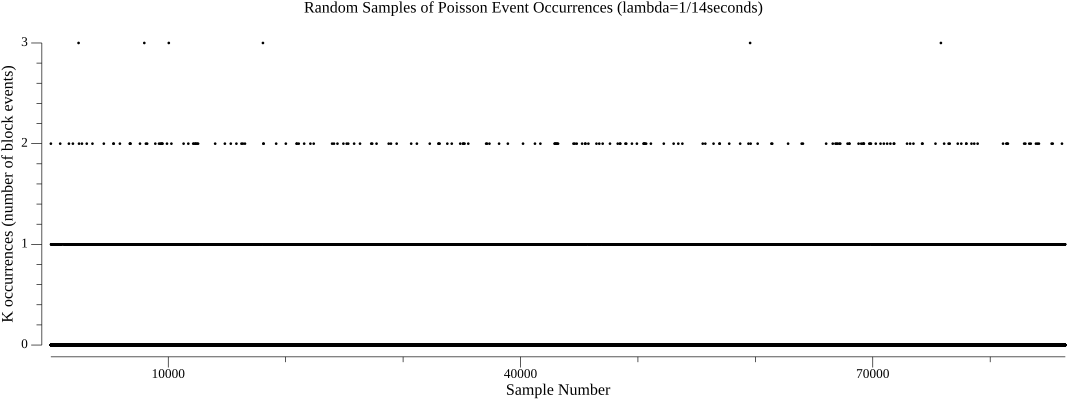 Random Samples of Poisson Event Occurrences (lambda=1/14seconds)
3
2
1
0
K occurrences (number of block events)
10000
40000
70000
Sample Number